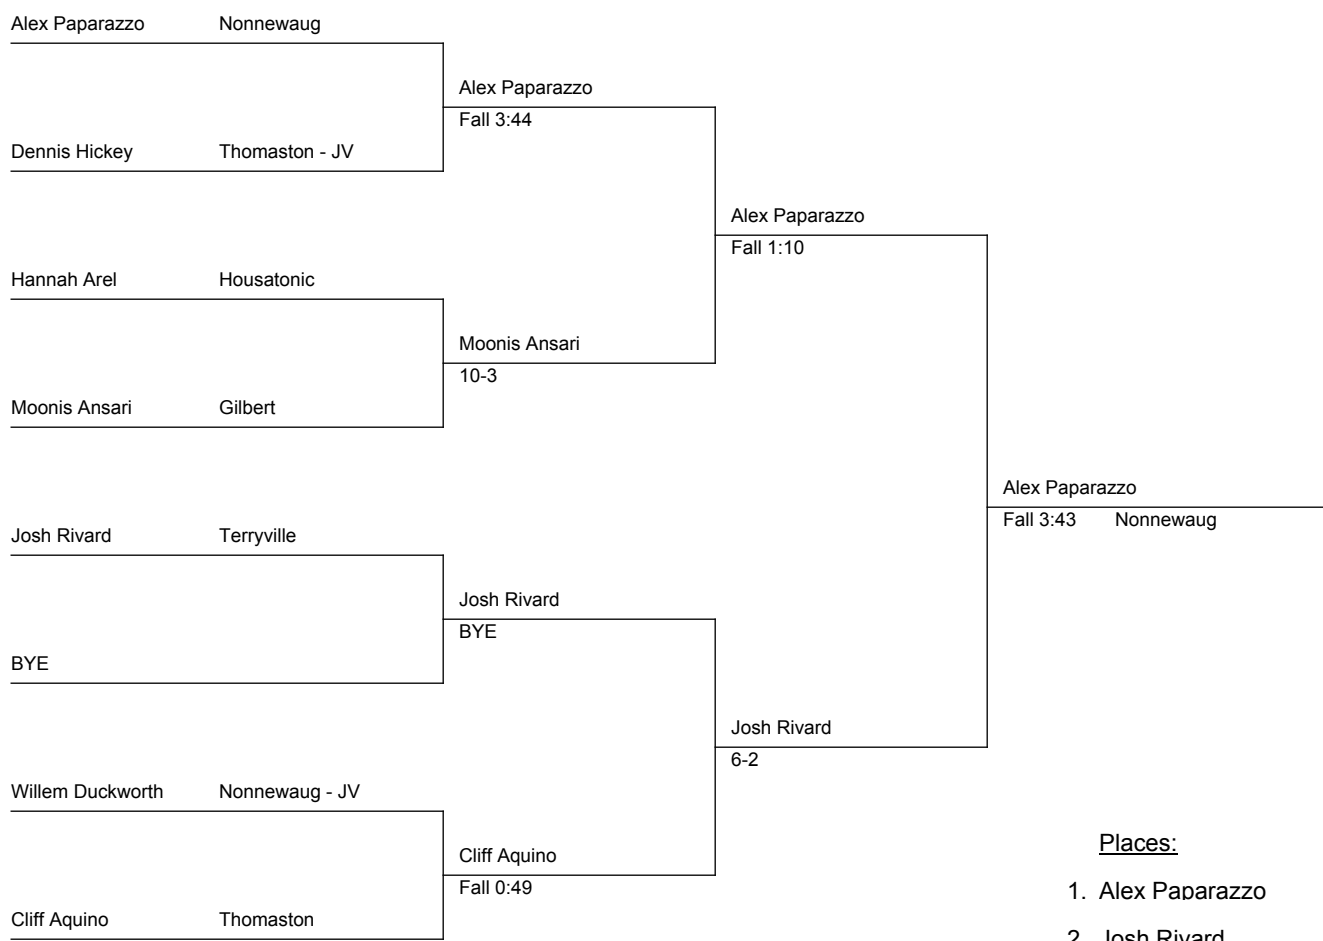 Alex Paparazzo Nonnewaug
Alex Paparazzo
Fall 3:44
Dennis Hickey Thomaston - JV
Alex Paparazzo
Fall 1:10
Hannah Arel Housatonic
Moonis Ansari
10-3
Moonis Ansari Gilbert
Alex Paparazzo
Fall 3:43 Nonnewaug
Josh Rivard Terryville
Josh Rivard
BYE
BYE
Josh Rivard
6-2
Willem Duckworth Nonnewaug - JV
Cliff Aquino
Fall 0:49
Cliff Aquino Thomaston
Places:
1. Alex Paparazzo
2. Josh Rivard